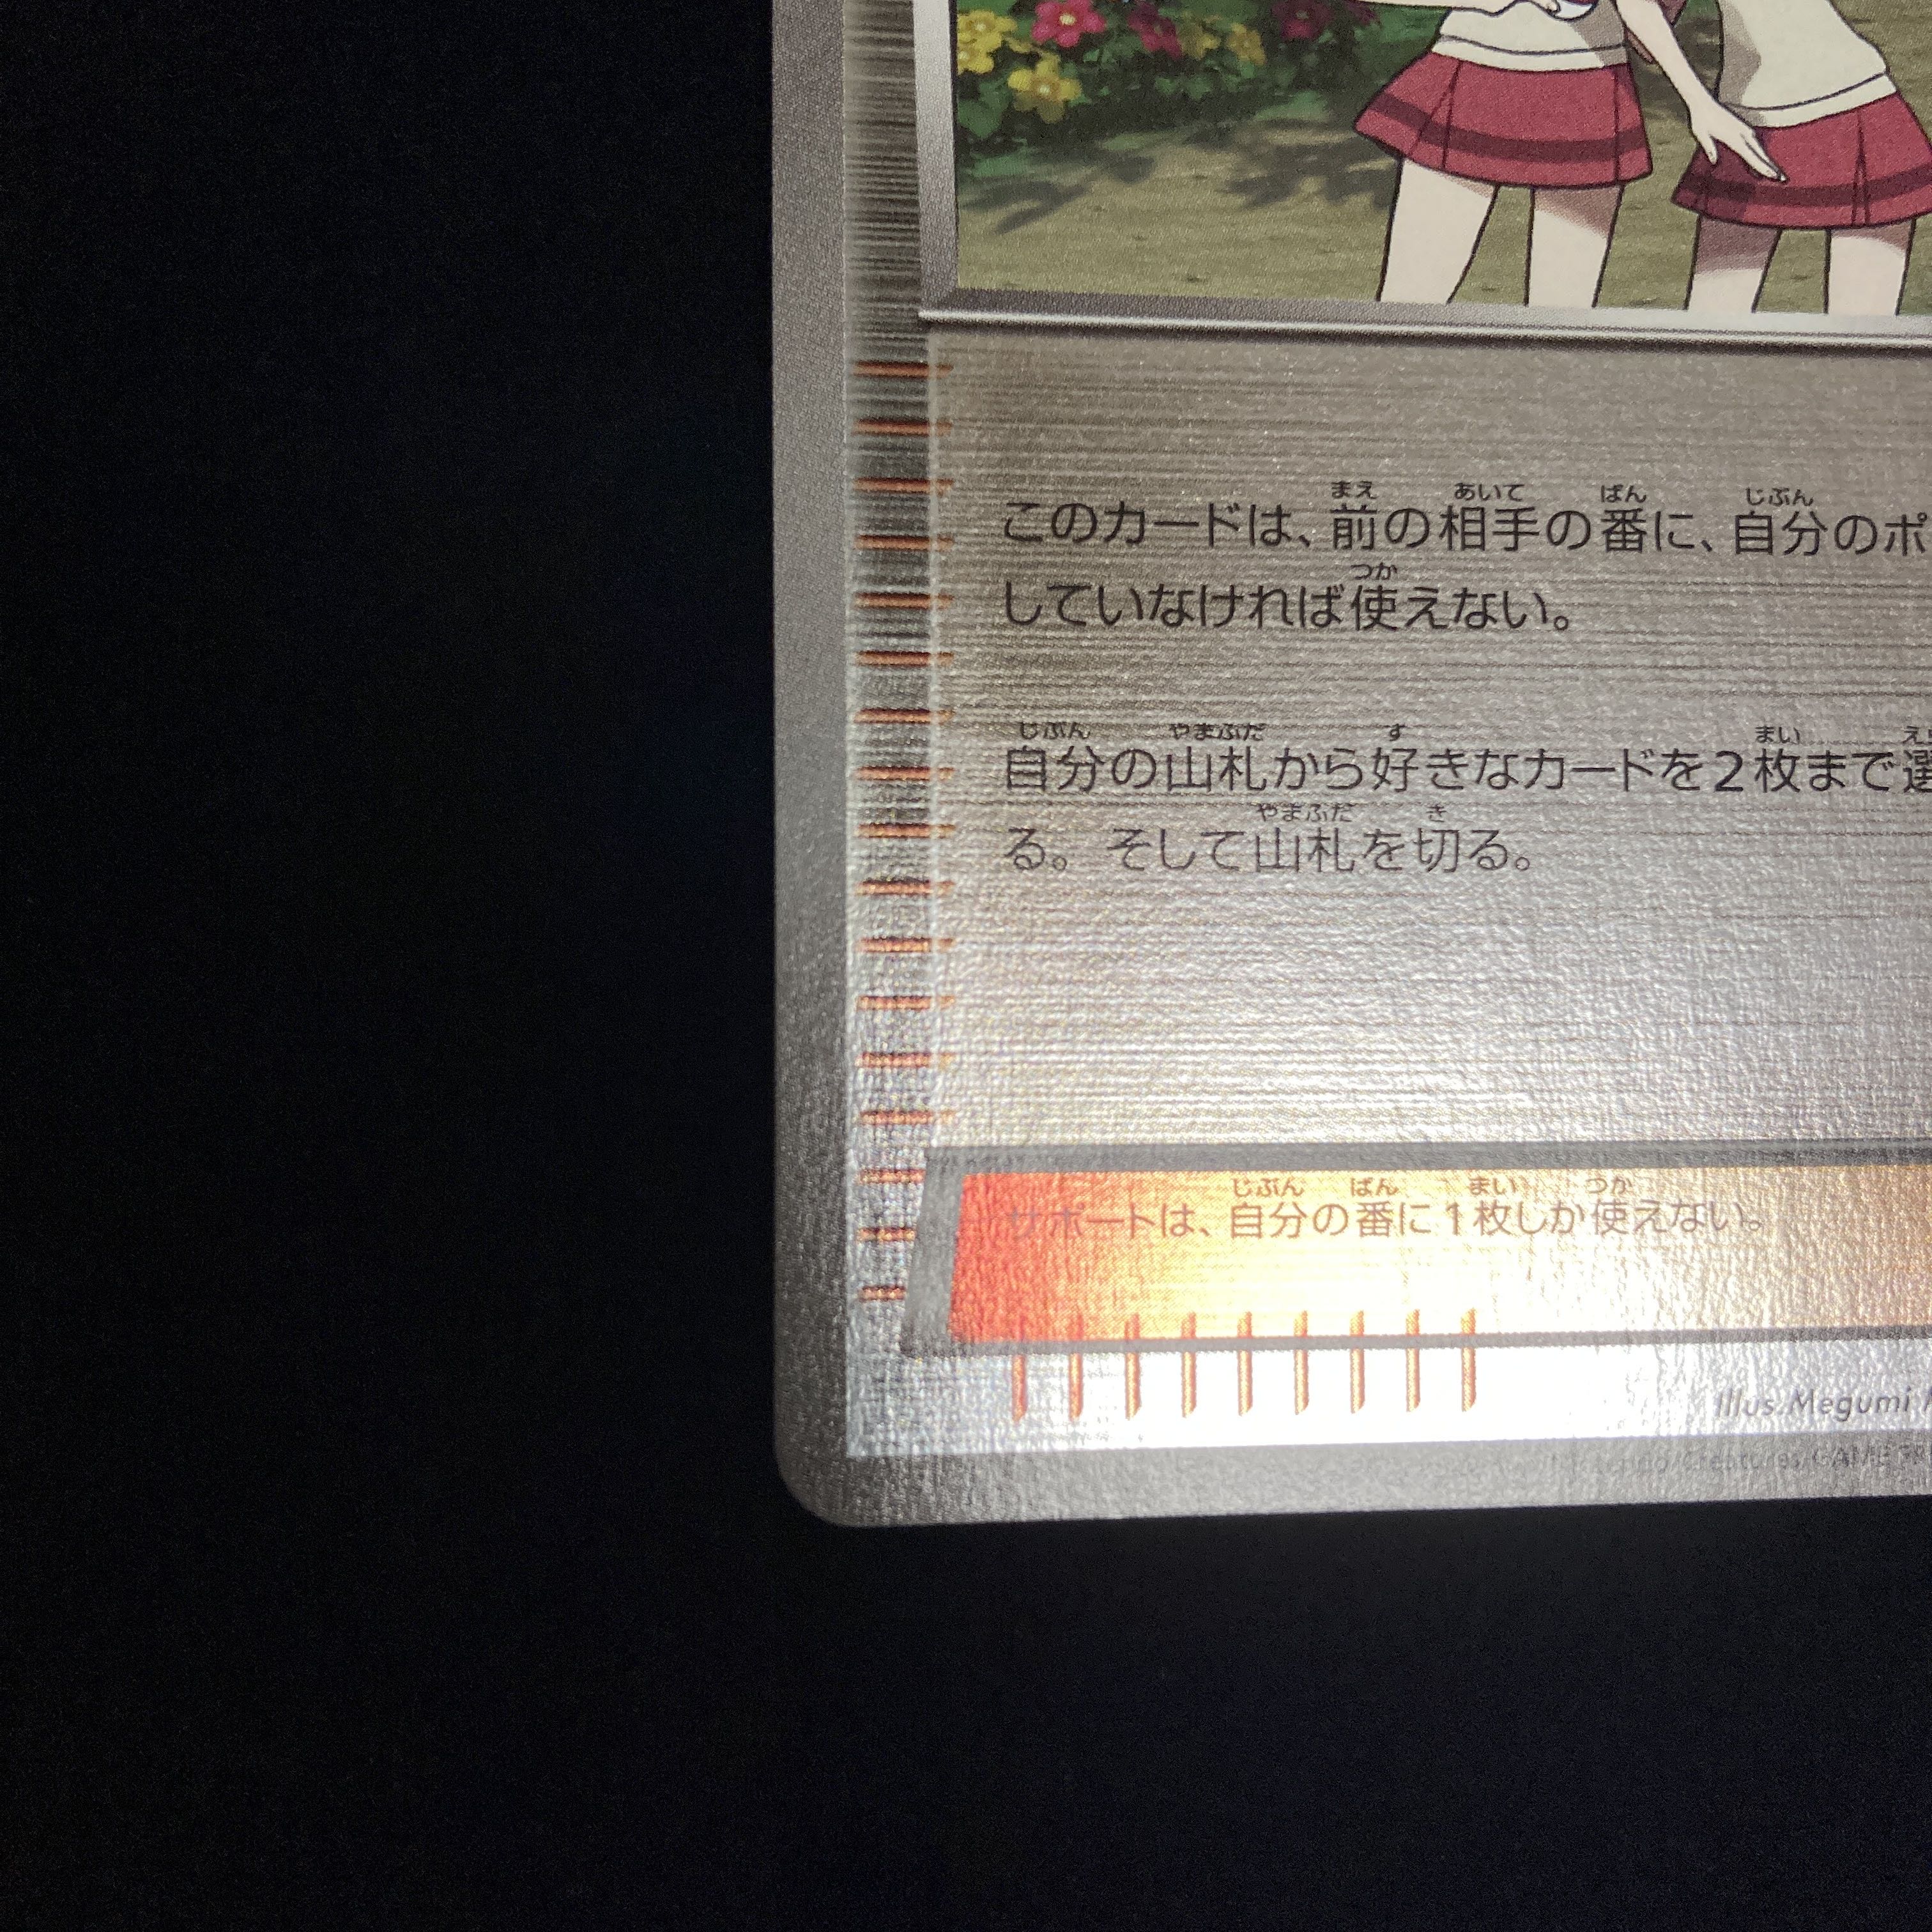 このカードは、前の相手の番に、自分のポ
していなければ使えない。
自分の山札から好きなカードを2枚まで選
る。そして山札を切る。
サポートは、自分の番に1枚しか使えない。
Illus. Megumi
/Creatures/GAME